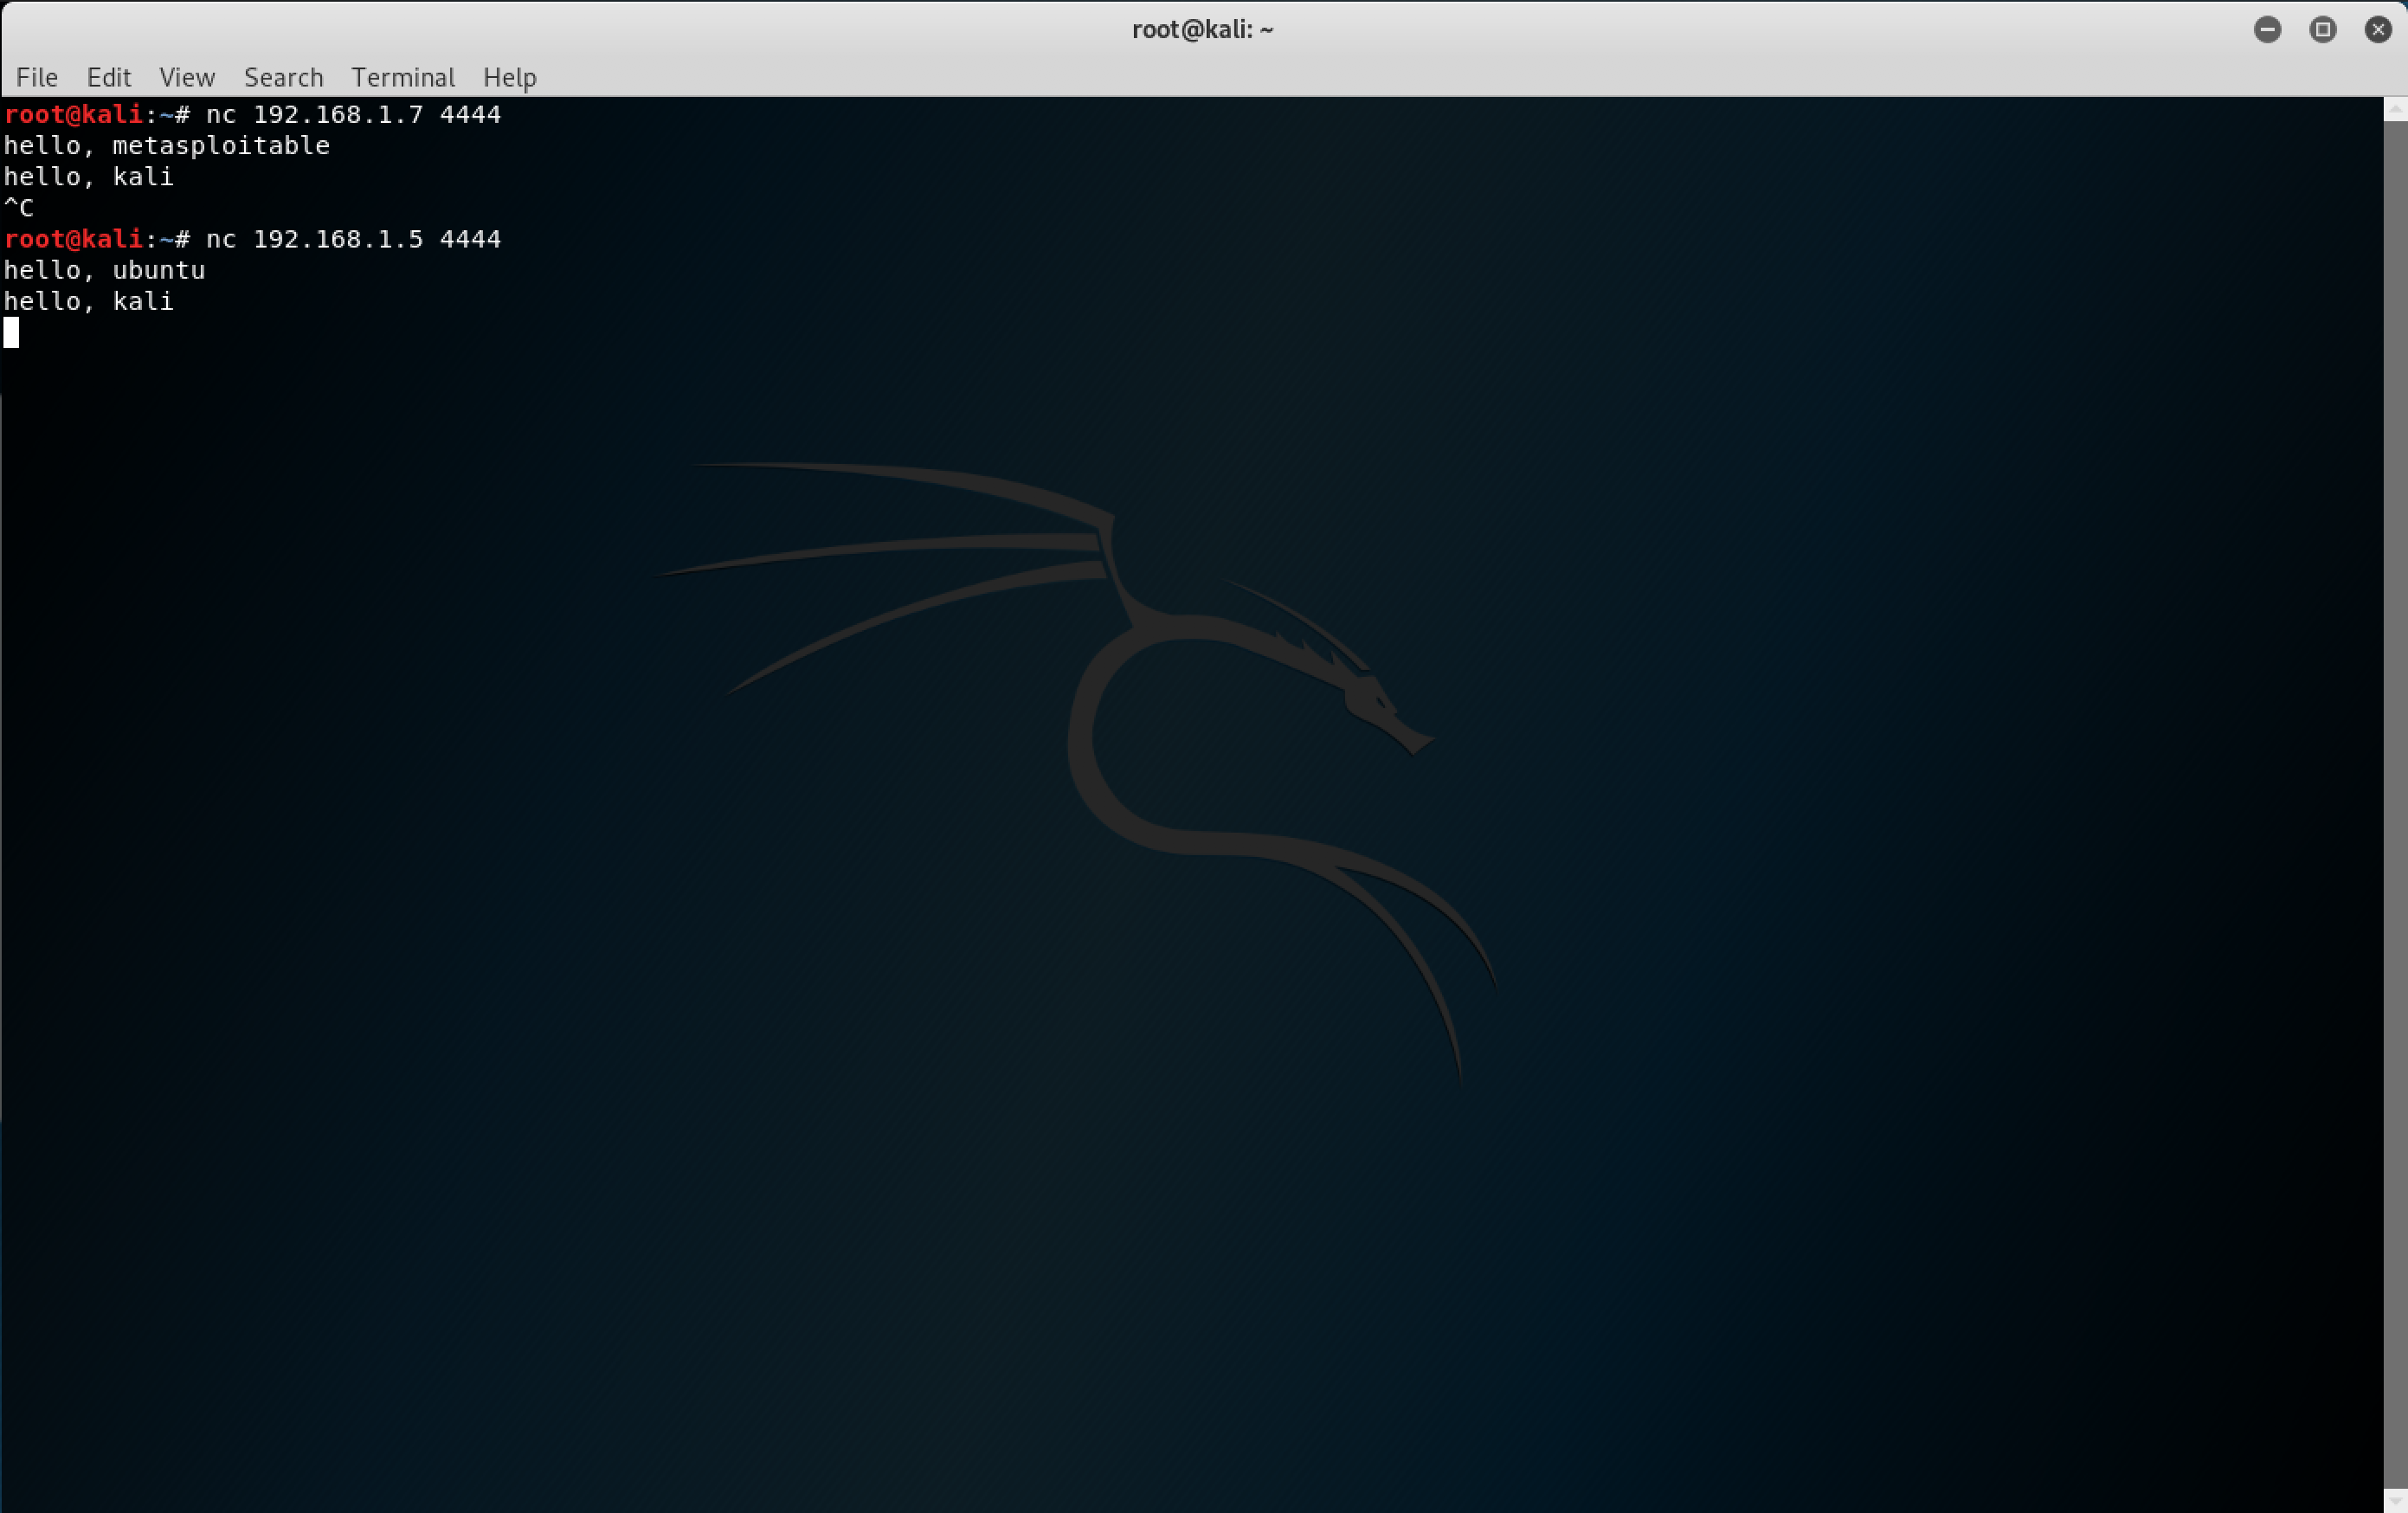 root@kali: ~
File Edit View Search Terminal Help
root@kali:~# nc 192.168.1.7 4444
hello, metasploitable
hello, kali
^C
root@kali:~# nc 192.168.1.5 4444
hello, ubuntu
hello, kali